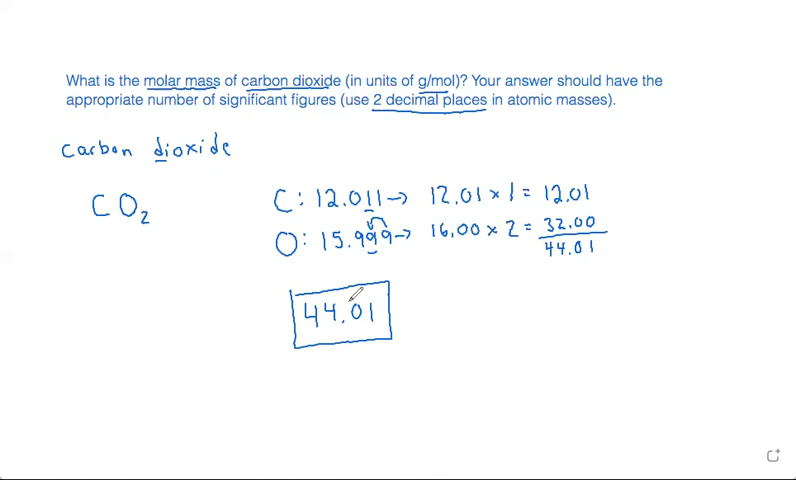 What is the molar mass of carbon dioxide (in units of g/mol)? Your answer should have the
appropriate number of significant figures (use 2 decimal places in atomic masses).
Carbon dioxide
CO₂
C: 12.011 → 12.01 × 1 = 12.01
O: 15.999 → 16.00 × 2 = 32.00
44.01
44.01